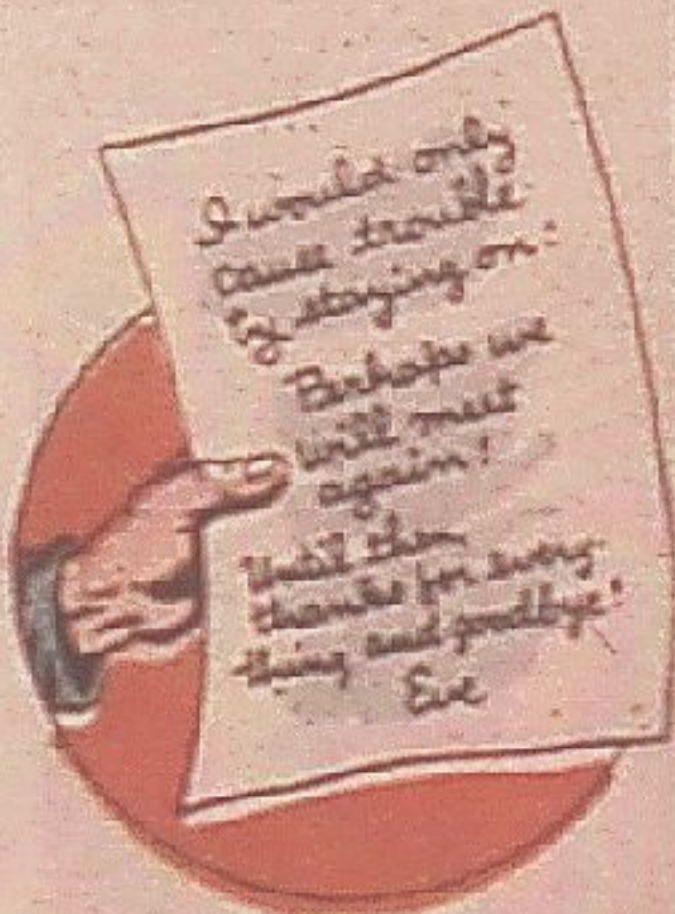 I would only
cause trouble
by staying on:
Perhaps we
will meet
again!
Until then
thanks for every-
thing and goodbye!
Eve